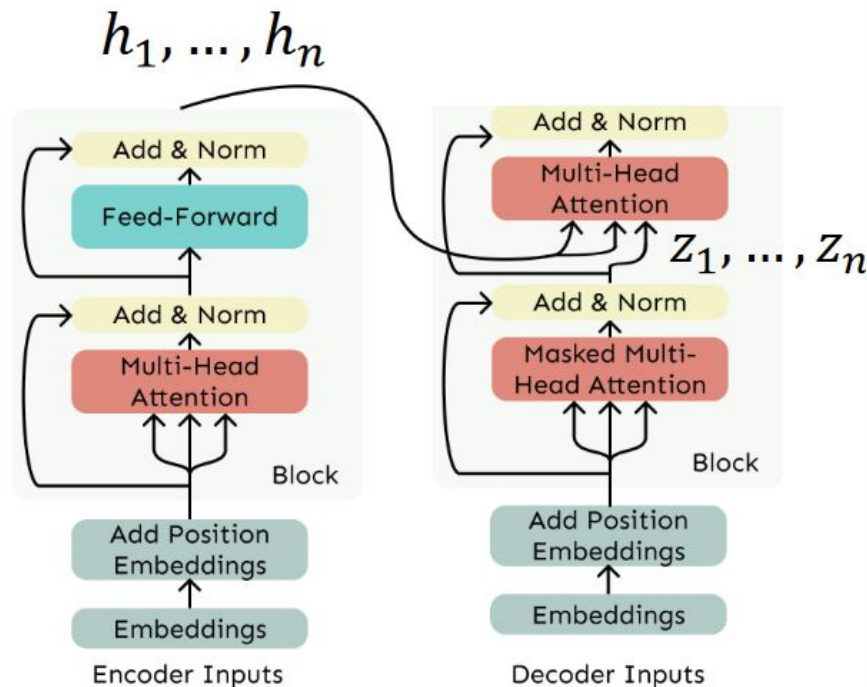 h₁, ..., hₙ
Add & Norm
Feed-Forward
Add & Norm
Multi-Head
Attention
Block
Add Position
Embeddings
Embeddings
Encoder Inputs
Add & Norm
Multi-Head
Attention
z₁, ..., zₙ
Add & Norm
Masked Multi-
Head Attention
Block
Add Position
Embeddings
Embeddings
Decoder Inputs